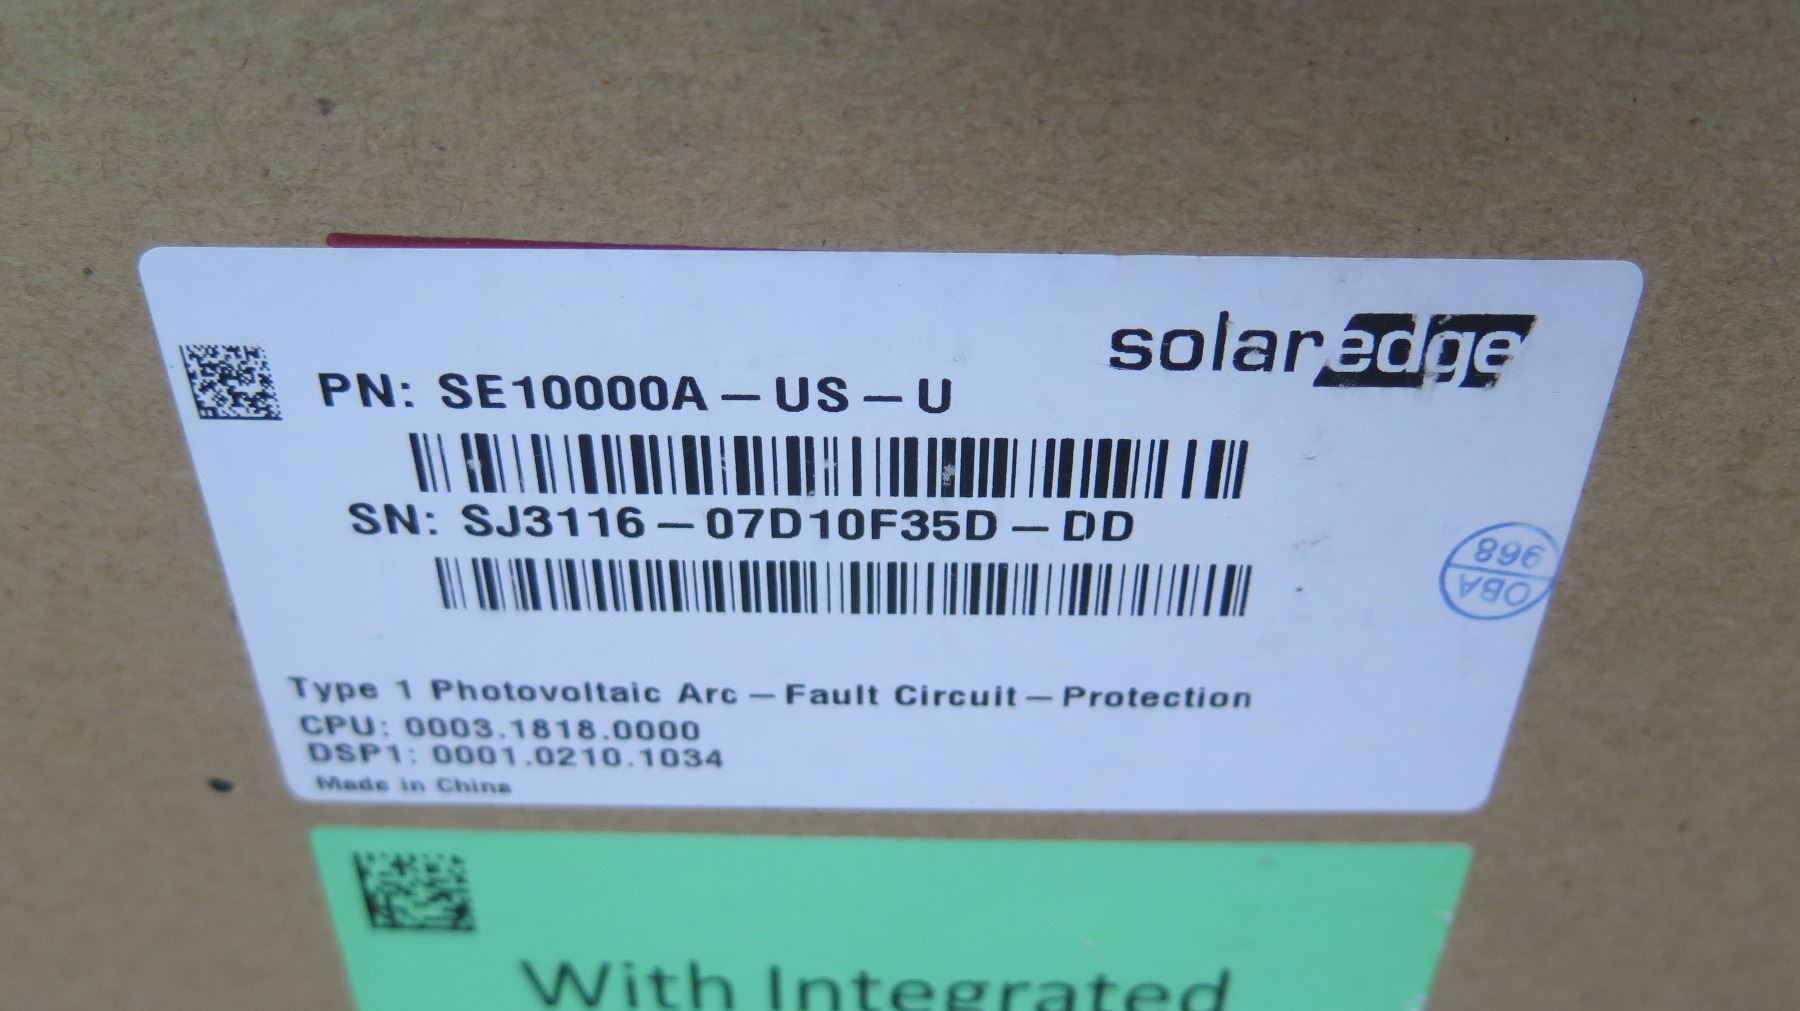 solaredge
PN: SE10000A-US-U
SN: SJ3116-07D10F35D-DD
OBA
968
Type 1 Photovoltaic Arc-Fault Circuit-Protection
CPU: 0003.1818.0000
DSP1: 0001.0210.1034
Made in China
With Integrated